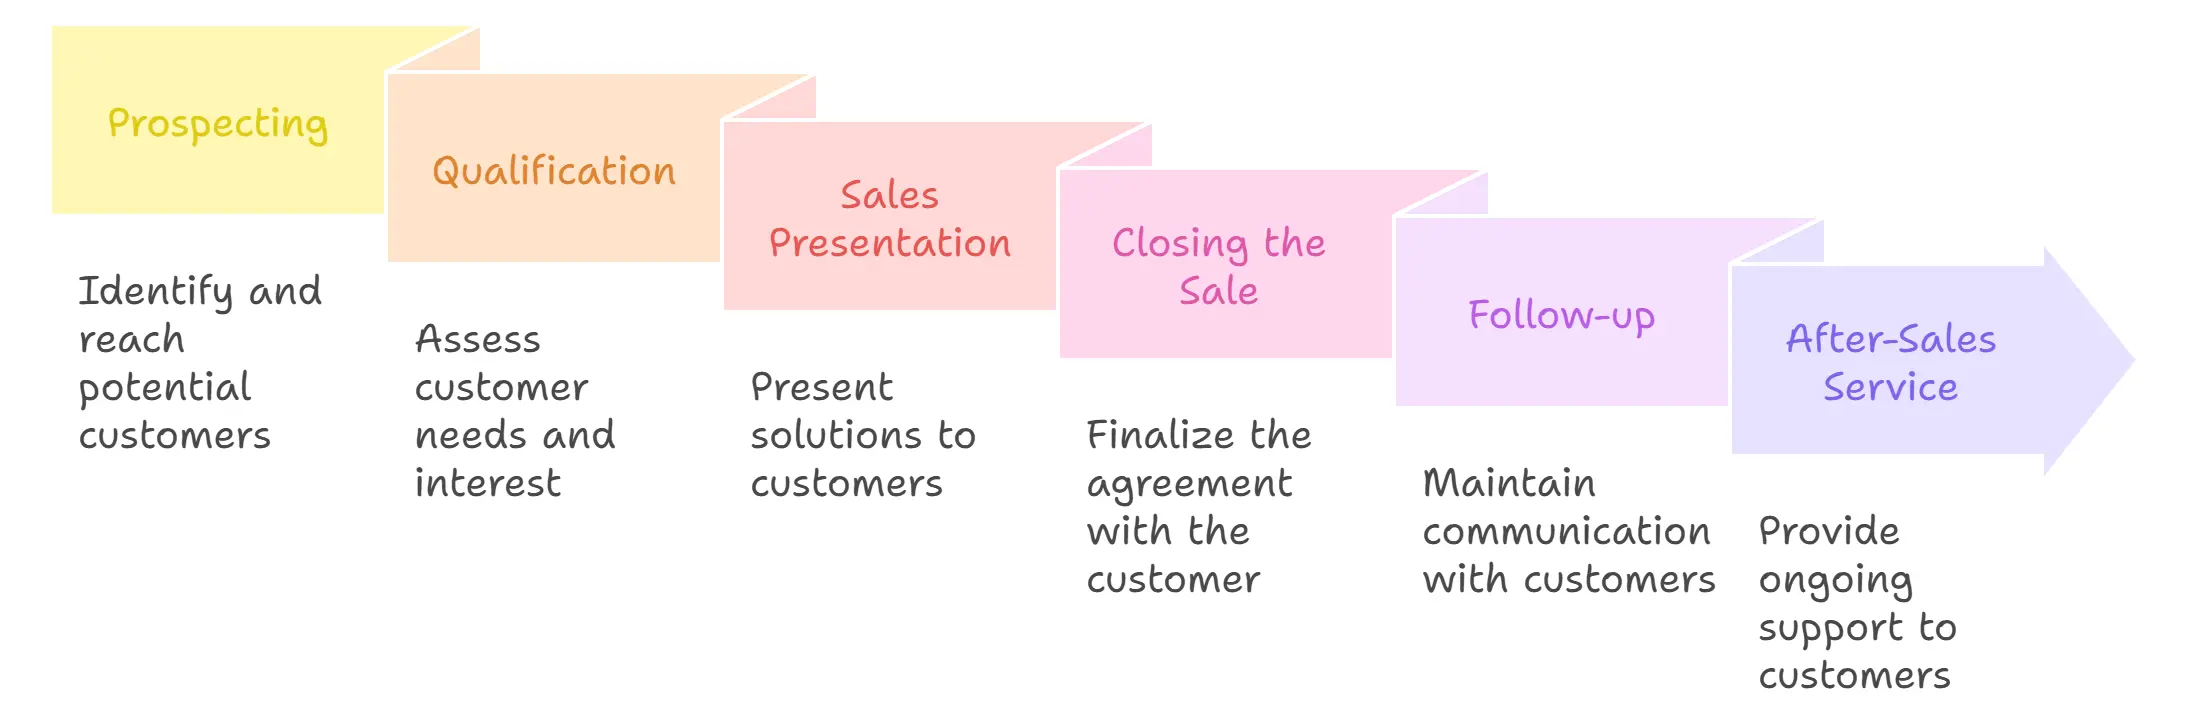 Prospecting
Identify and
reach
potential
customers
Qualification
Assess
customer
needs and
interest
Sales
Presentation
Present
solutions to
customers
Closing the
Sale
Finalize the
agreement
with the
customer
Follow-up
Maintain
communication
with customers
After-Sales
Service
Provide
ongoing
support to
customers